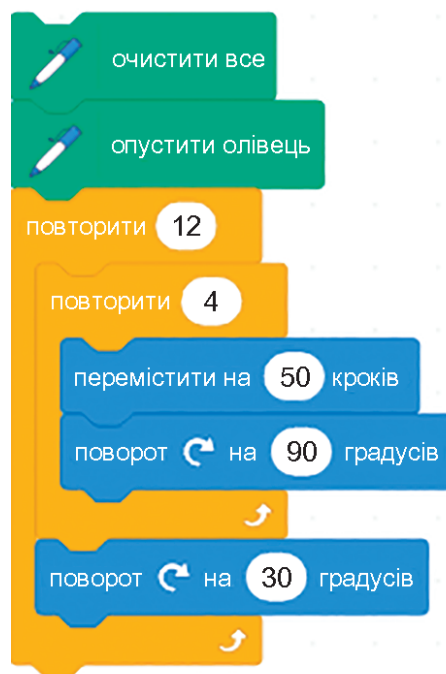 очистити все
опустити олівець
повторити 12
повторити 4
перемістити на 50 кроків
поворот на 90 градусів
поворот на 30 градусів